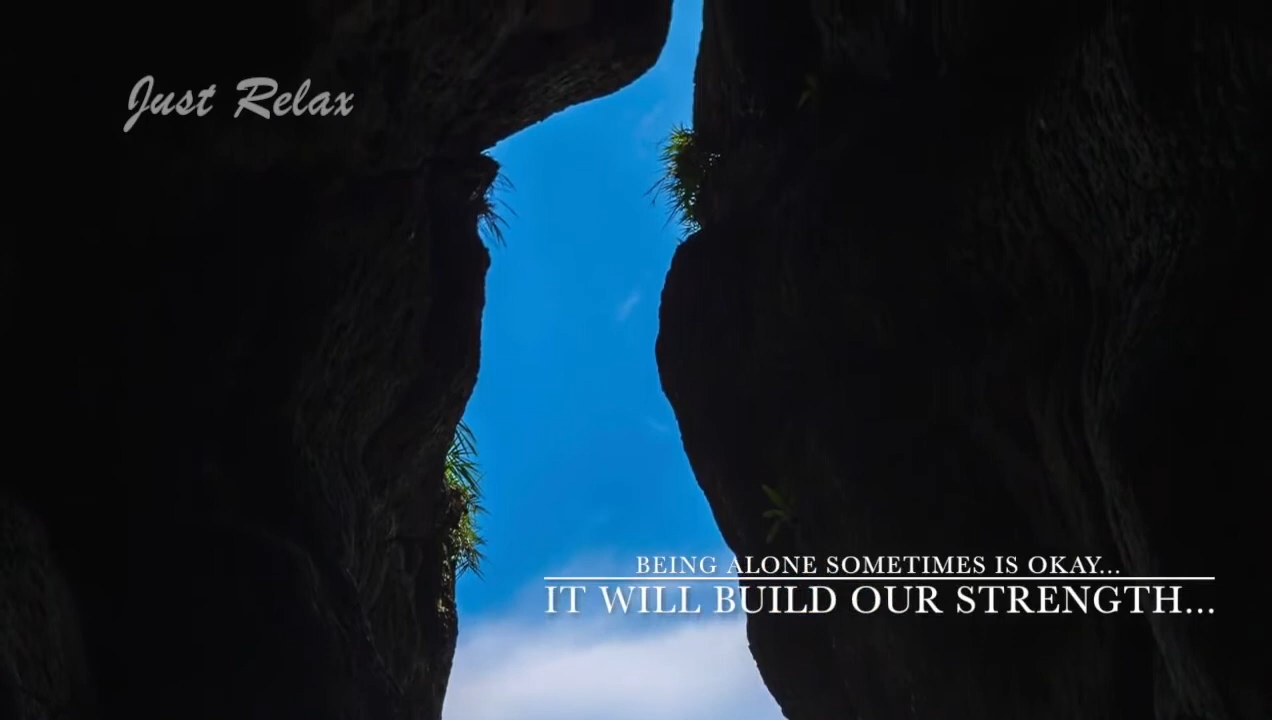 Just Relax
BEING ALONE SOMETIMES IS OKAY...
IT WILL BUILD OUR STRENGTH...